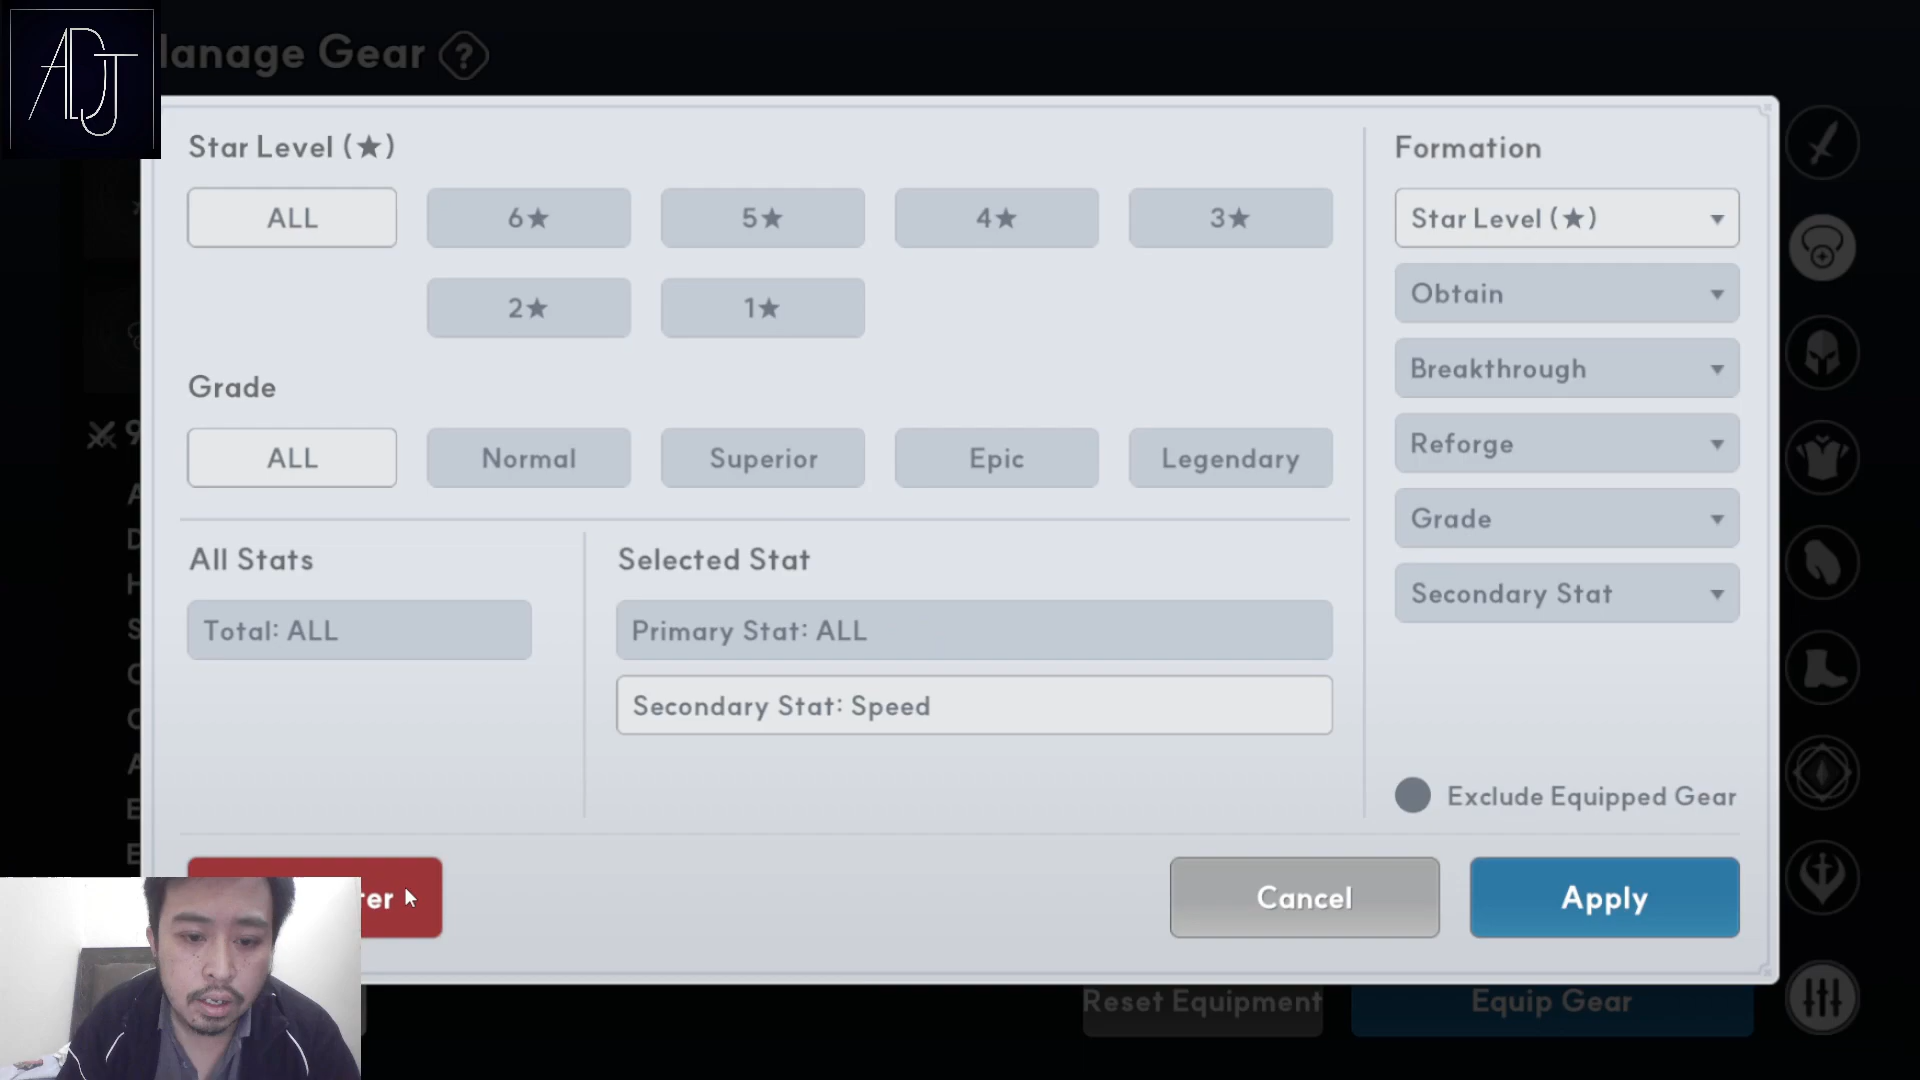 ADJ
anage Gear ?
Star Level (★)
ALL
6★
5★
4★
3★
2★
1★
Grade
ALL
Normal
Superior
Epic
Legendary
All Stats
Total: ALL
Selected Stat
Primary Stat: ALL
Secondary Stat: Speed
Formation
Star Level (★)
Obtain
Breakthrough
Reforge
Grade
Secondary Stat
Exclude Equipped Gear
Cancel
Apply
Reset Equipment
Equip Gear